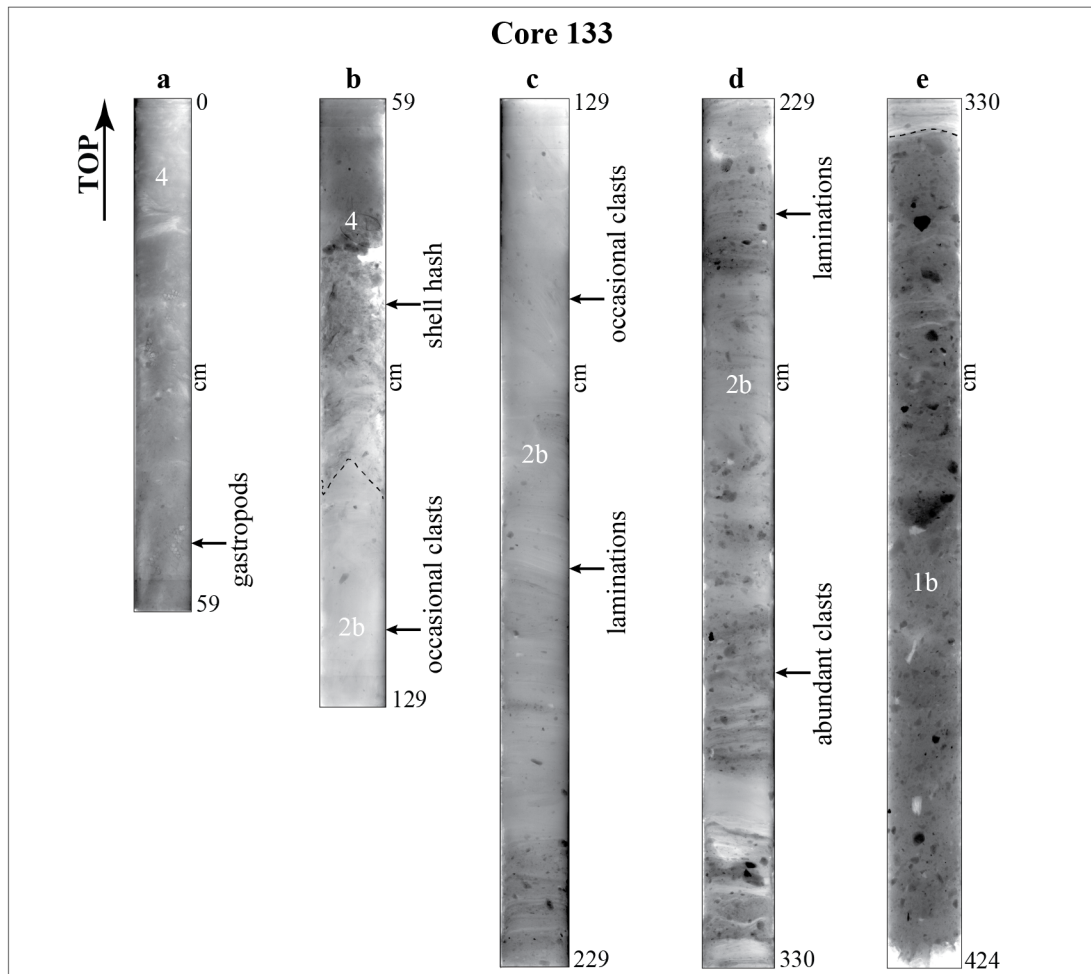 Core 133
a
b
c
d
e
TOP
0
4
gastropods
59
59
4
shell hash
cm
2b
occasional clasts
129
129
occasional clasts
cm
2b
laminations
229
229
laminations
cm
2b
abundant clasts
330
330
cm
1b
424
cm